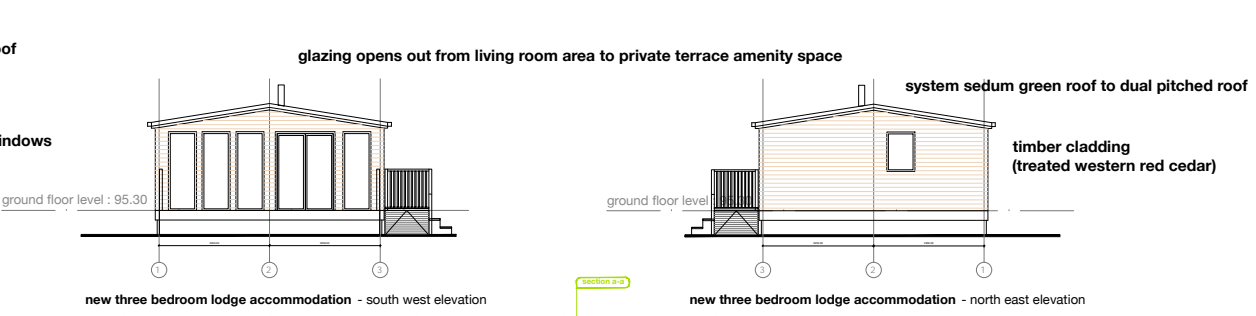 of
glazing opens out from living room area to private terrace amenity space
system sedum green roof to dual pitched roof
indows
timber cladding
(treated western red cedar)
ground floor level : 95.30
ground floor level
1
2
3
3
2
1
section a-a
new three bedroom lodge accommodation - south west elevation
new three bedroom lodge accommodation - north east elevation